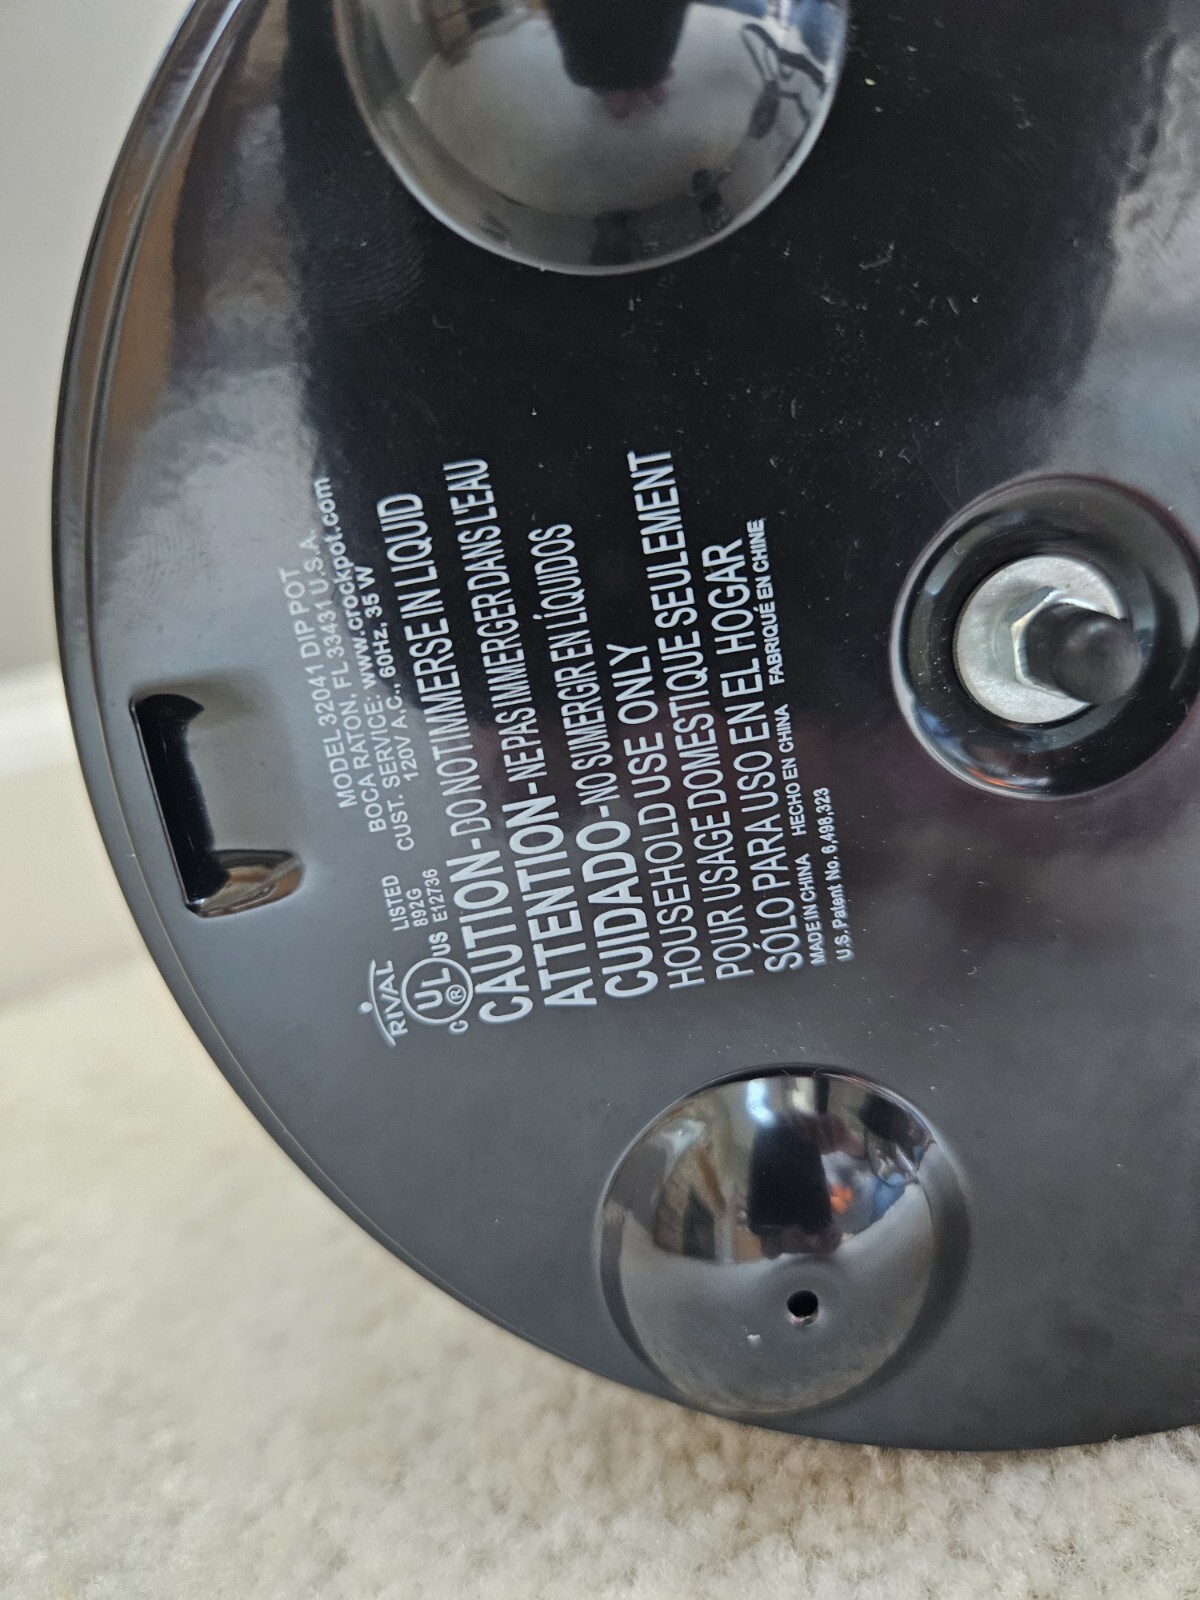 RIVAL
LISTED
892G
C UL® US E12736
MODEL 32041 DIP POT
BOCA RATON, FL 33431 U.S.A.
CUST. SERVICE: www.crockpot.com
120V A.C., 60Hz, 35 W
CAUTION-DO NOT IMMERSE IN LIQUID
ATTENTION-NE PAS IMMERGER DANS L'EAU
CUIDADO-NO SUMERGIR EN LÍQUIDOS
HOUSEHOLD USE ONLY
POUR USAGE DOMESTIQUE SEULEMENT
SÓLO PARA USO EN EL HOGAR
MADE IN CHINA HECHO EN CHINA FABRIQUÉ EN CHINE
U.S. Patent No. 6,498,323